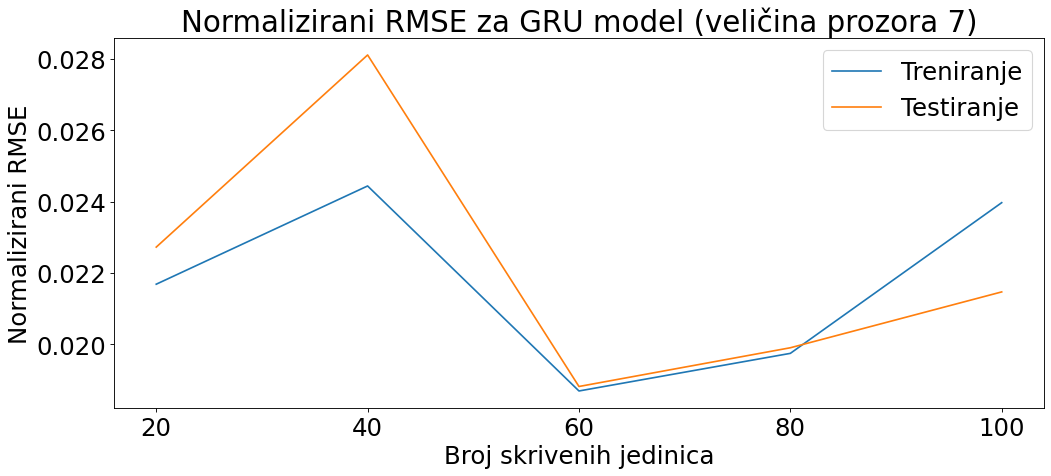 Normalizirani RMSE za GRU model (veličina prozora 7)
Normalizirani RMSE
0.028
0.026
0.024
0.022
0.020
Treniranje
Testiranje
20 40 60 80 100
Broj skrivenih jedinica